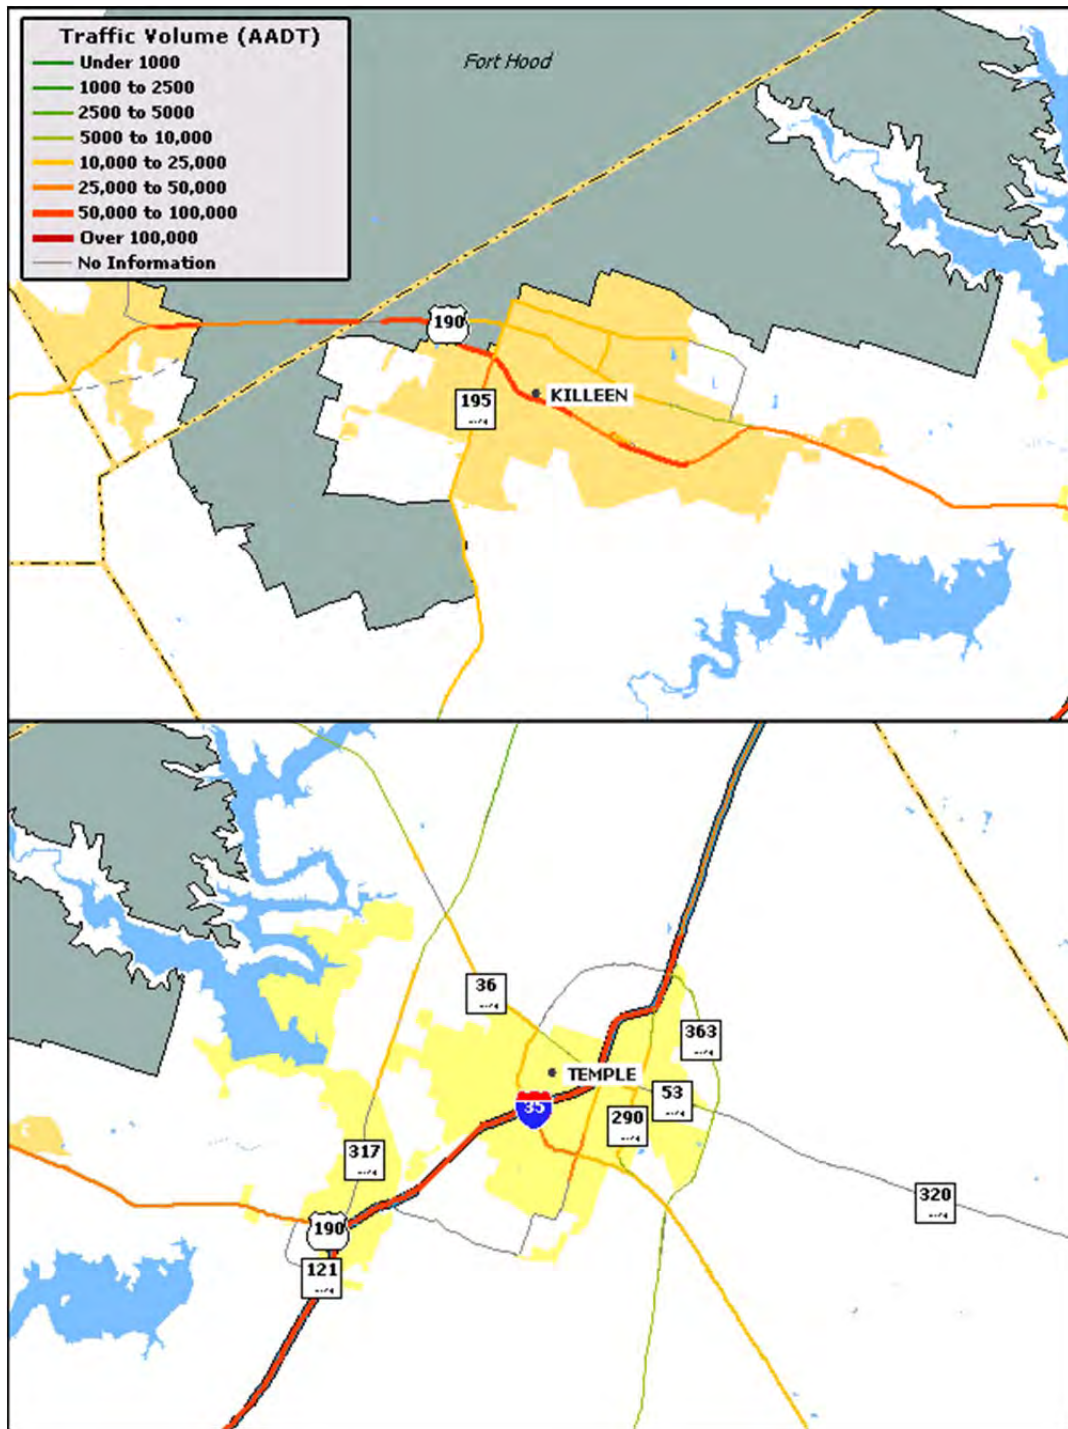 Traffic Volume (AADT)
Under 1000
1000 to 2500
2500 to 5000
5000 to 10,000
10,000 to 25,000
25,000 to 50,000
50,000 to 100,000
Over 100,000
No Information
Fort Hood
190
195
KILLEEN
36
363
TEMPLE
53
35
290
317
320
190
121